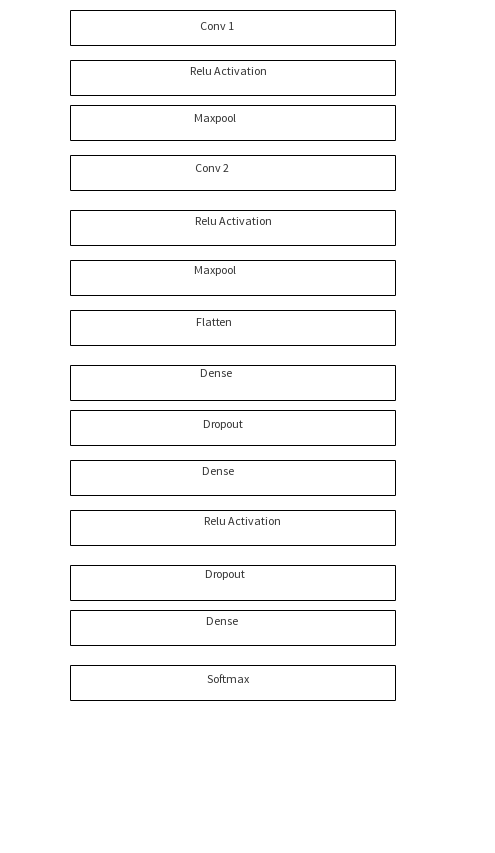 Conv 1
Relu Activation
Maxpool
Conv 2
Relu Activation
Maxpool
Flatten
Dense
Dropout
Dense
Relu Activation
Dropout
Dense
Softmax